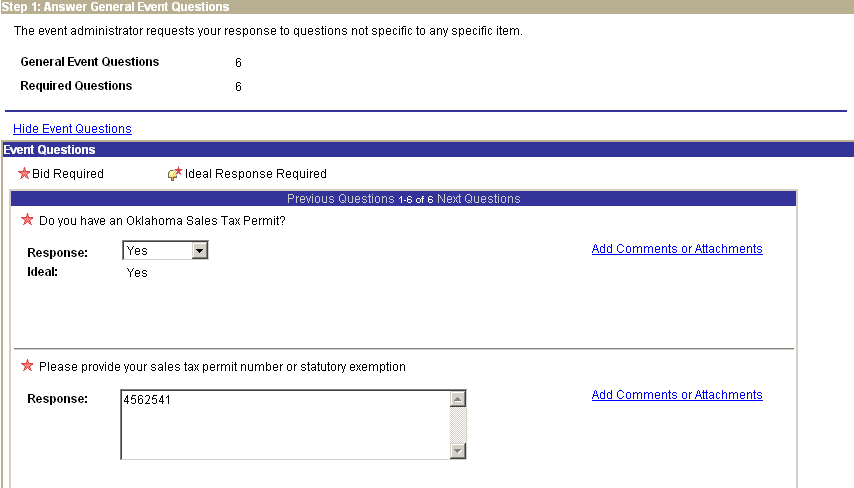 Step 1: Answer General Event Questions
The event administrator requests your response to questions not specific to any specific item.
General Event Questions 6
Required Questions 6
Hide Event Questions
Event Questions
Bid Required Ideal Response Required
Previous Questions 1-6 of 6 Next Questions
Do you have an Oklahoma Sales Tax Permit?
Response: Yes Add Comments or Attachments
Ideal: Yes
Please provide your sales tax permit number or statutory exemption
Response: 4562541 Add Comments or Attachments